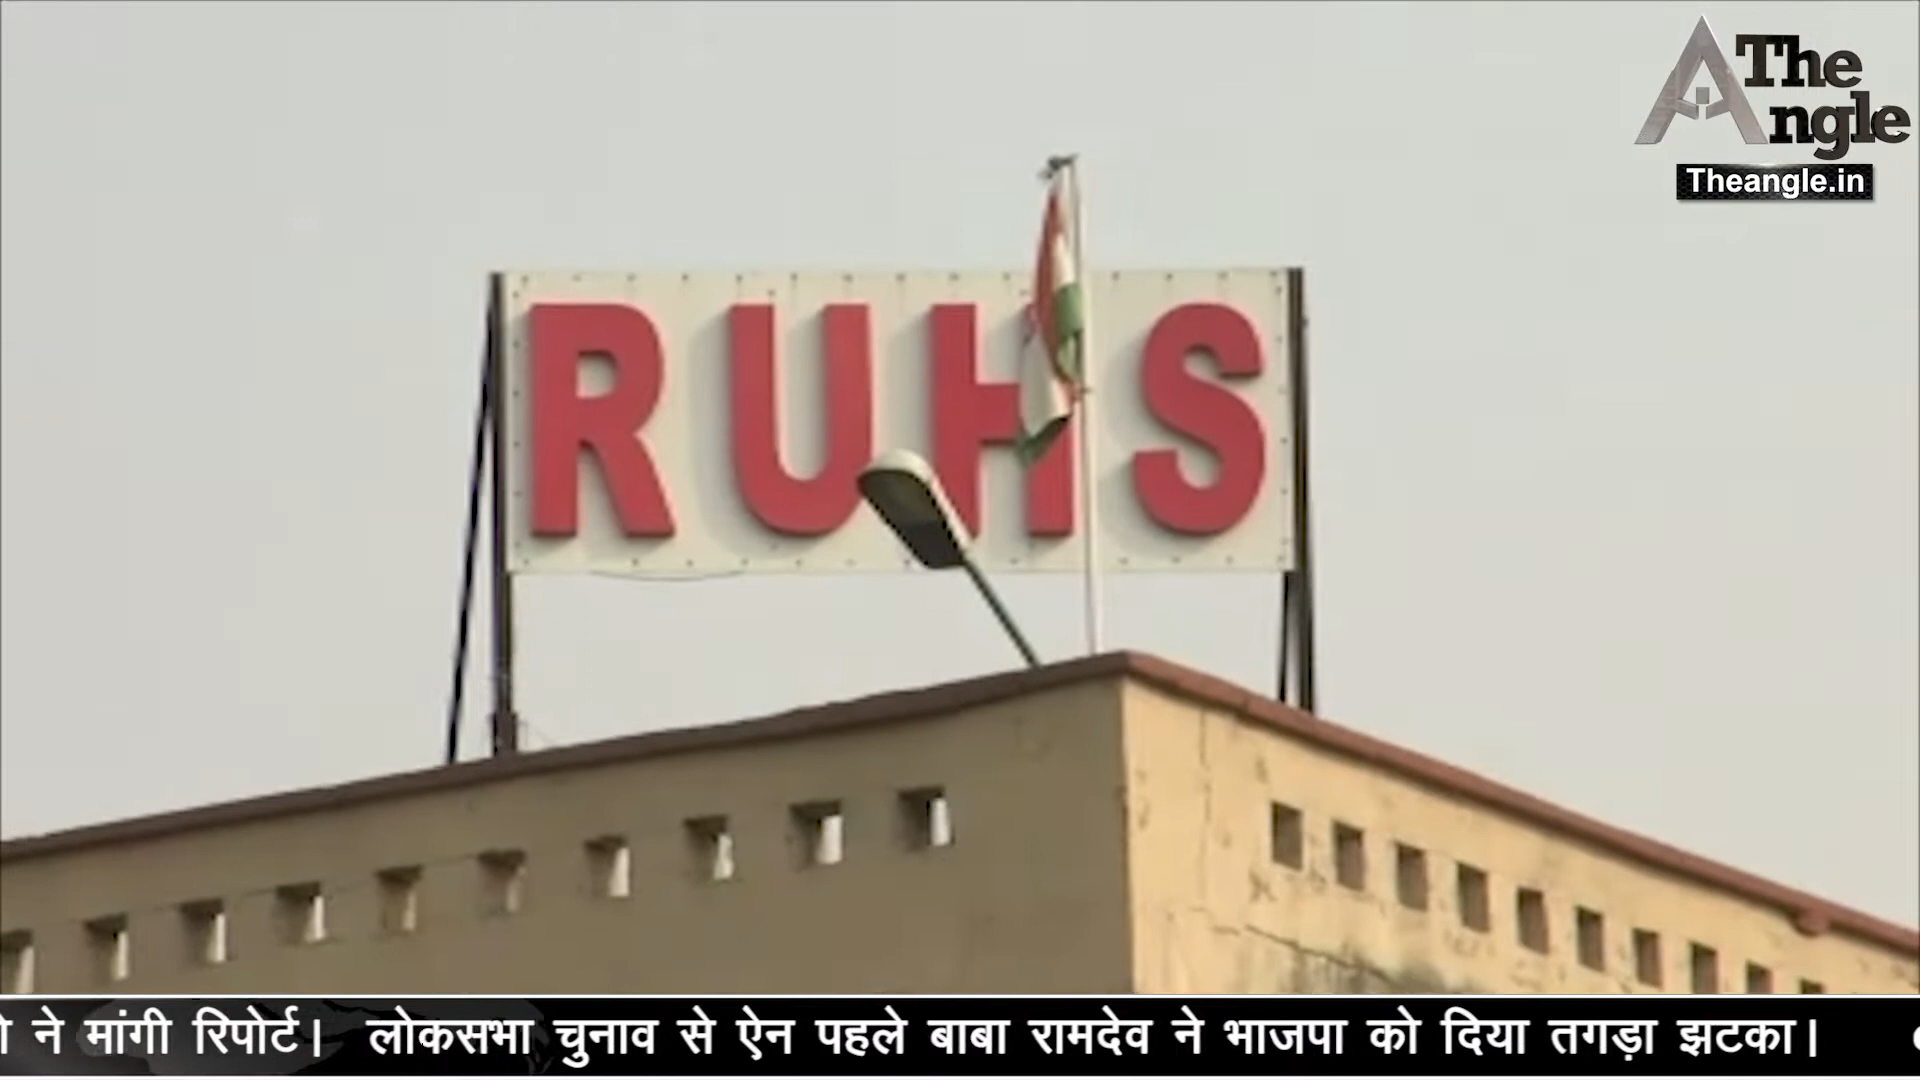 The
Angle
Theangle.in
RUHS
ने मांगी रिपोर्ट| लोकसभा चुनाव से ऐन पहले बाबा रामदेव ने भाजपा को दिया तगड़ा झटका|